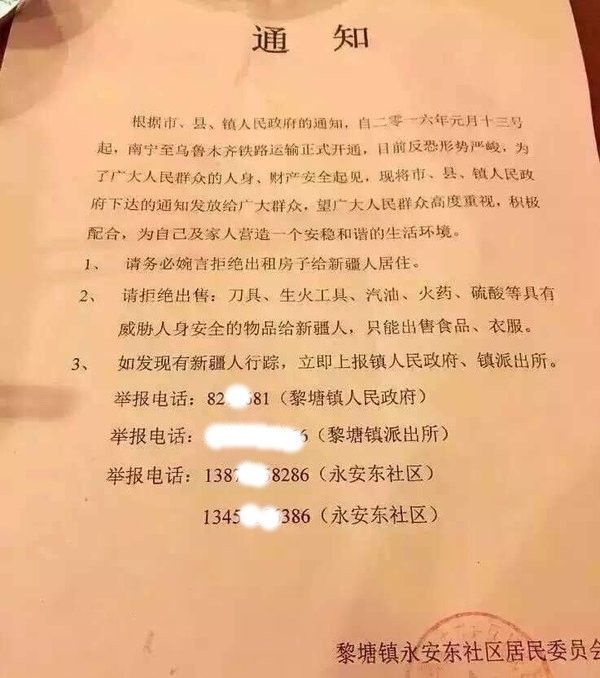 通知
根据市、县、镇人民政府的通知，自二零一六年元月十三号
起，南宁至乌鲁木齐铁路运输正式开通，目前反恐形势严峻，为
了广大人民群众的人身、财产安全起见，现将市、县、镇人民政
府下达的通知发放给广大群众，望广大人民群众高度重视，积极
配合，为自己及家人营造一个安稳和谐的生活环境。
1、 请务必婉言拒绝出租房子给新疆人居住。
2、 请拒绝出售：刀具、生火工具、汽油、火药、硫酸等具有
威胁人身安全的物品给新疆人，只能出售食品、衣服。
3、 如发现有新疆人行踪，立即上报镇人民政府、镇派出所。
举报电话：82 681（黎塘镇人民政府）
举报电话： 6（黎塘镇派出所）
举报电话：1387 8286（永安东社区）
1345 386（永安东社区）
黎塘镇永安东社区居民委员会